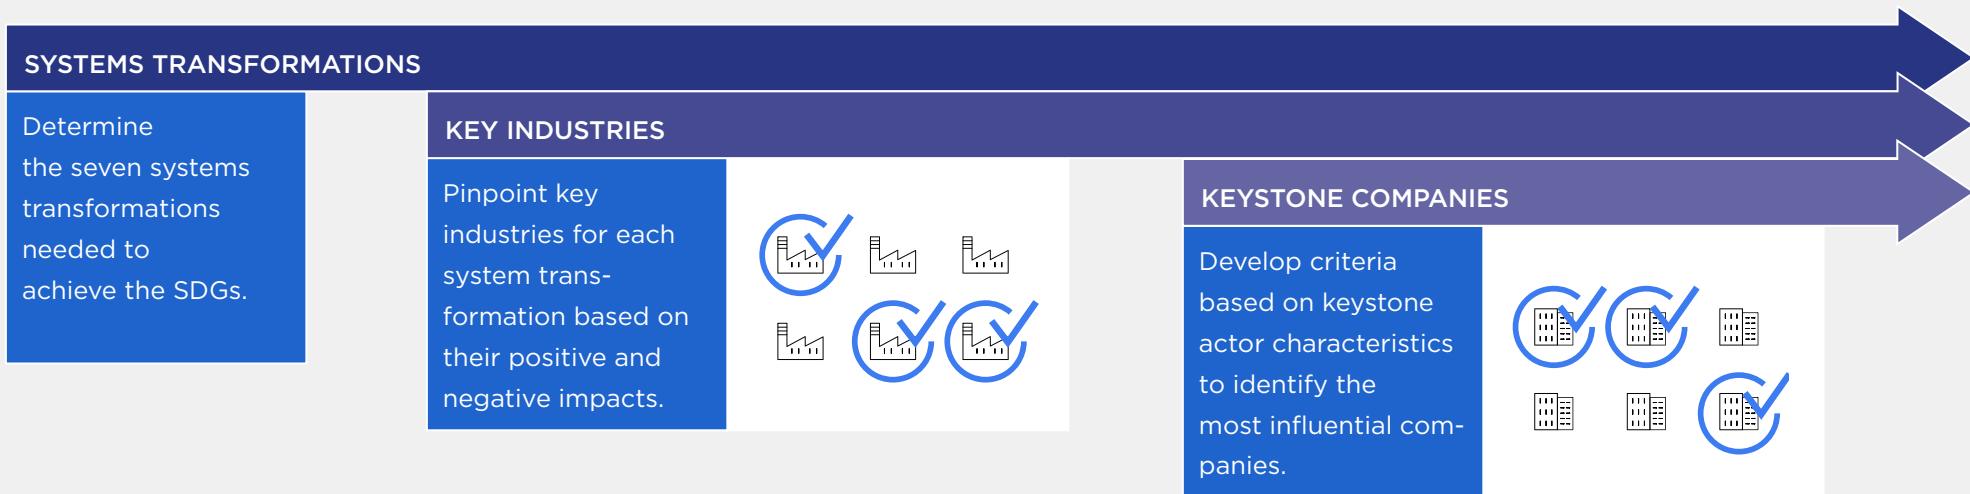 SYSTEMS TRANSFORMATIONS
Determine
the seven systems
transformations
needed to
achieve the SDGs.
KEY INDUSTRIES
Pinpoint key
industries for each
system trans-
formation based on
their positive and
negative impacts.
KEYSTONE COMPANIES
Develop criteria
based on keystone
actor characteristics
to identify the
most influential com-
panies.